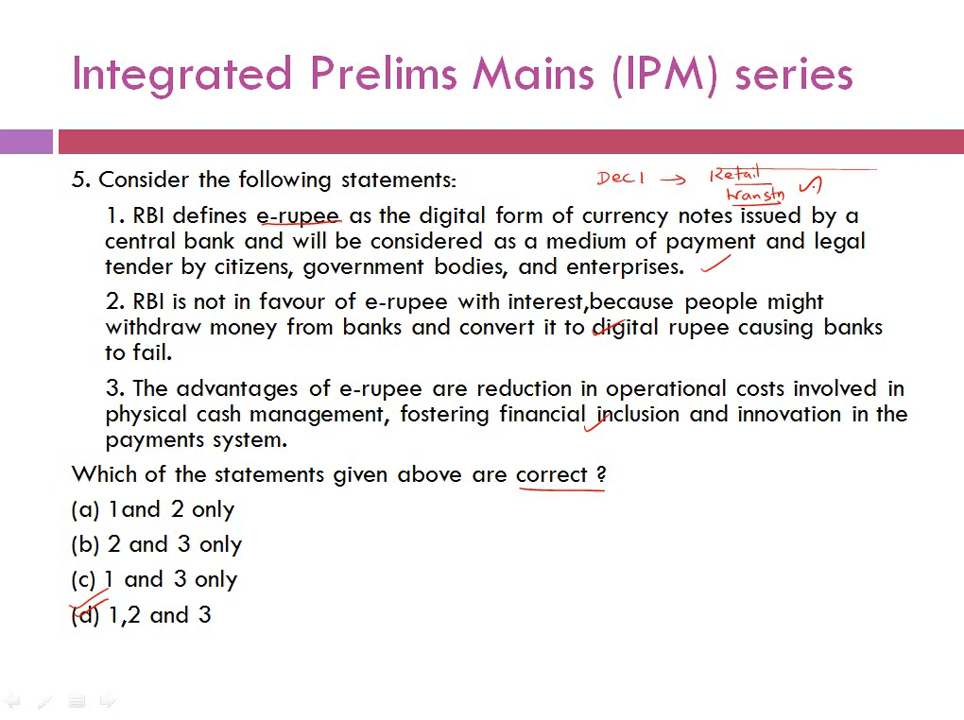 Integrated Prelims Mains (IPM) series
Dec 1 → Retail
transtn
5. Consider the following statements:
1. RBI defines e-rupee as the digital form of currency notes issued by a
central bank and will be considered as a medium of payment and legal
tender by citizens, government bodies, and enterprises.
2. RBI is not in favour of e-rupee with interest,because people might
withdraw money from banks and convert it to digital rupee causing banks
to fail.
3. The advantages of e-rupee are reduction in operational costs involved in
physical cash management, fostering financial inclusion and innovation in the
payments system.
Which of the statements given above are correct ?
(a) 1and 2 only
(b) 2 and 3 only
(c) 1 and 3 only
(d) 1,2 and 3